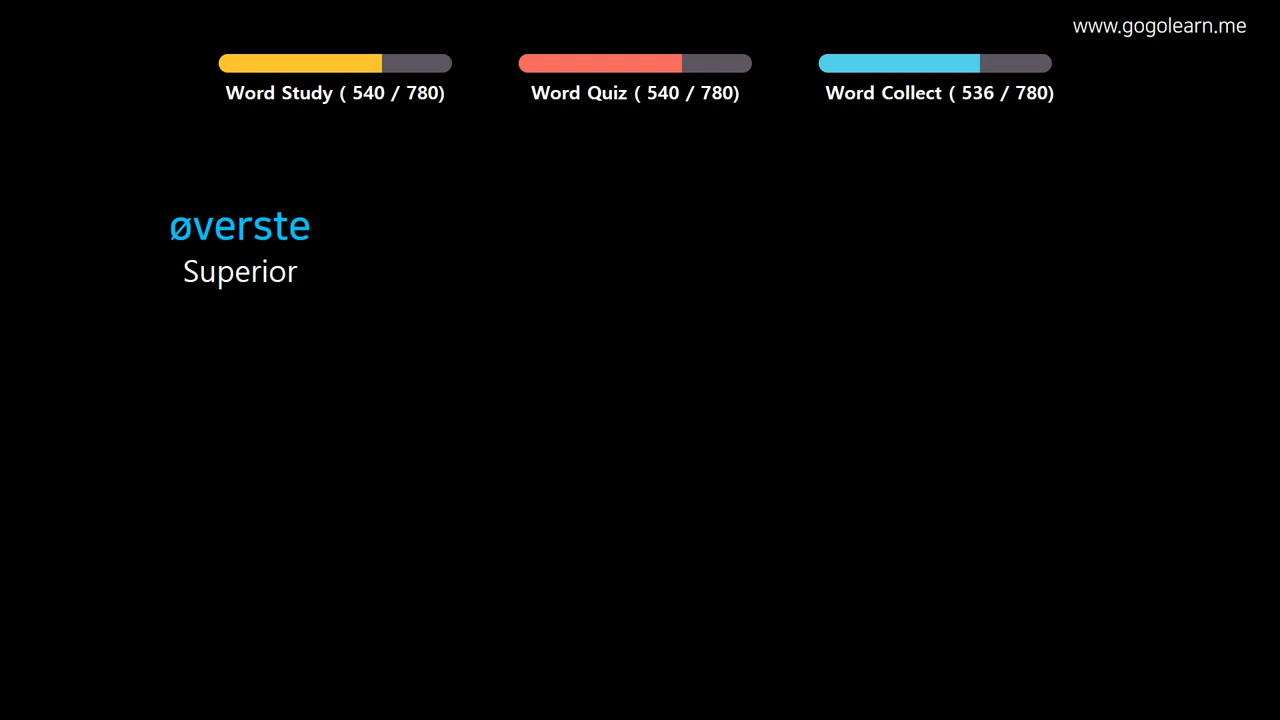 www.gogolearn.me
Word Study ( 540 / 780)
Word Quiz ( 540 / 780)
Word Collect ( 536 / 780)
øverste
Superior